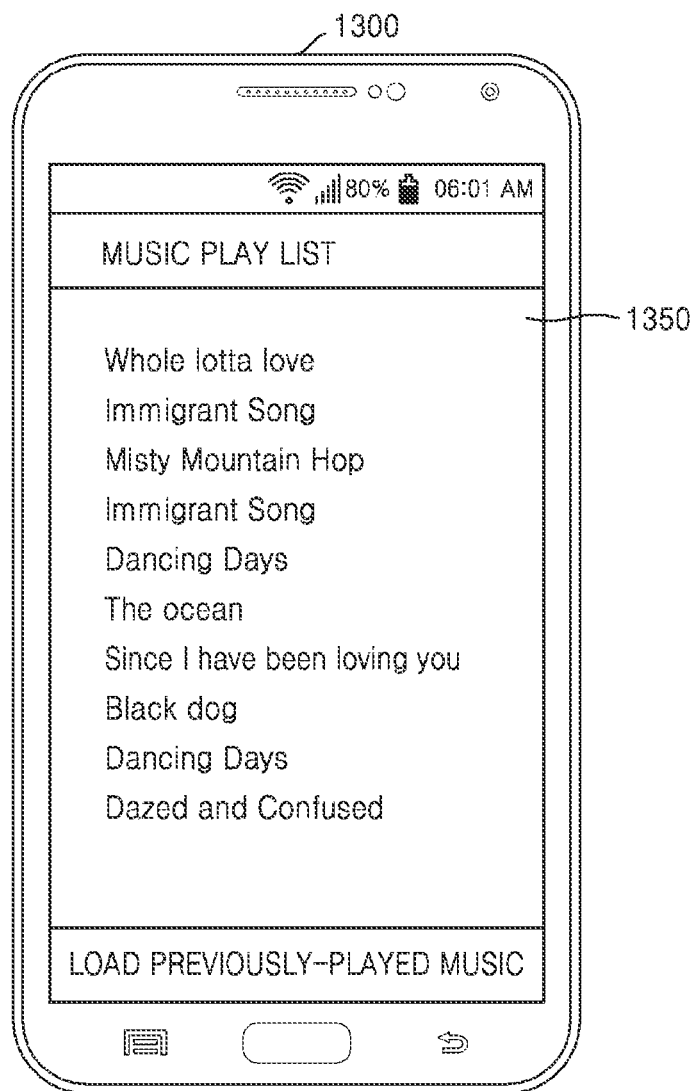 1300
80% 06:01 AM
MUSIC PLAY LIST
1350
Whole lotta love
Immigrant Song
Misty Mountain Hop
Immigrant Song
Dancing Days
The ocean
Since I have been loving you
Black dog
Dancing Days
Dazed and Confused
LOAD PREVIOUSLY-PLAYED MUSIC